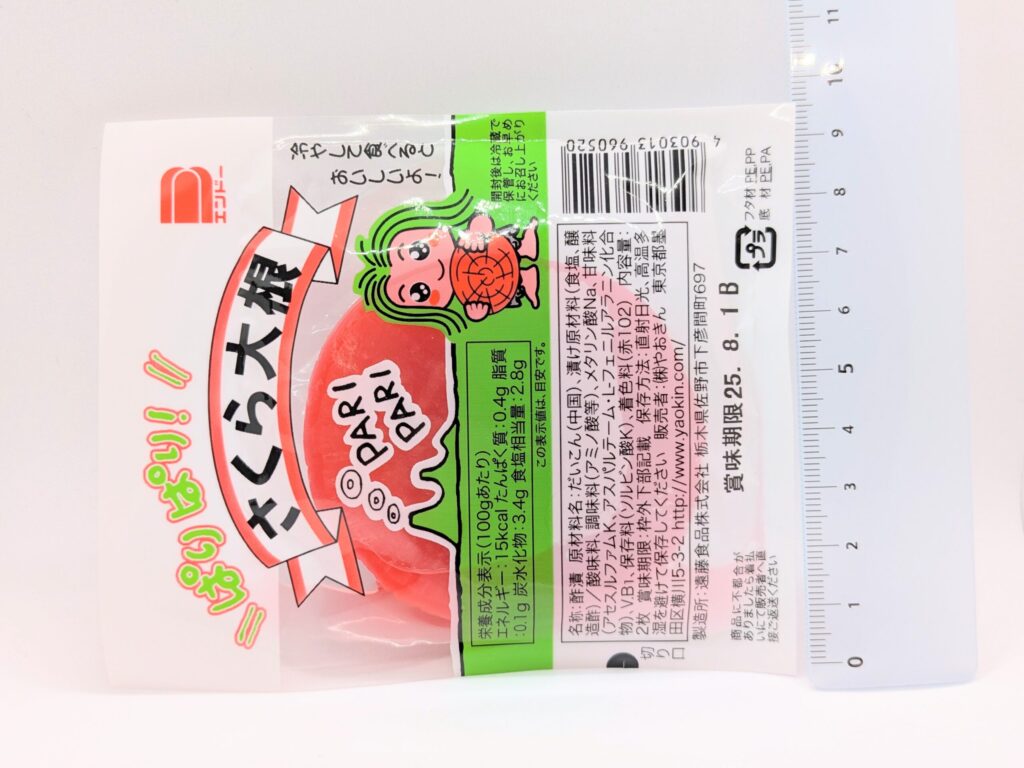 エンドー
ぱりぱり!
さくら大根
冷やして食べると
おいしいよ!
PARI
PARI
開封後は冷蔵で
保管し、お早め
にお召し上がり
ください
栄養成分表示(100gあたり)
エネルギー:15kcal たんぱく質:0.4g 脂質
:0.1g 炭水化物:3.4g 食塩相当量:2.8g
この表示値は、目安です。
4 903013 960520
名称:酢漬 原材料名:だいこん(中国)、漬け原材料(食塩、醸
造酢)/酸味料、調味料(アミノ酸等)、メタリン酸Na、甘味料
(アセスルファムK、アスパルテーム・L-フェニルアラニン化合
物)、V.B₁、保存料(ソルビン酸K)、着色料(赤102) 内容量:
2枚 賞味期限:枠外下部記載 保存方法:直射日光、高温多
湿を避けて保存してください 販売者:㈱やおきん 東京都墨
田区横川5-3-2 http://www.yaokin.com/
製造所:遠藤食品株式会社 栃木県佐野市下彦間町697
切り口
賞味期限25. 8. 1 B
プラ
フタ材 PE,PP
底 材 PE,PA
商品に不都合が
ありましたら着払
いにて販売者へ直
接ご返送ください
0 1 2 3 4 5 6 7 8 9 10 11